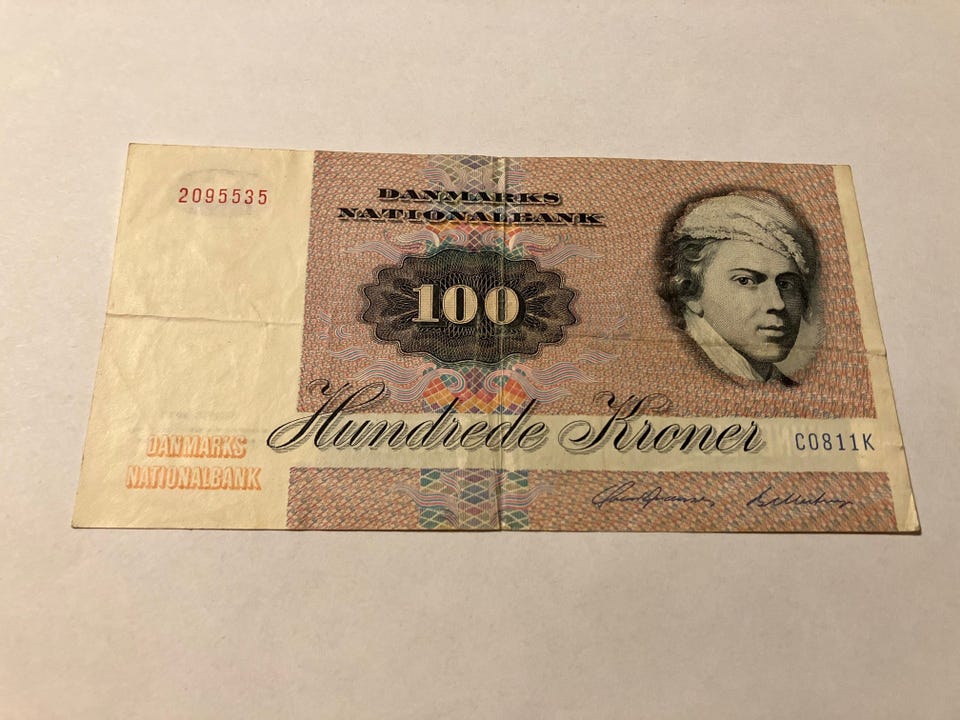 2095535
DANMARKS
NATIONALBANK
100
Hundrede Kroner
C0811K
DANMARKS
NATIONALBANK